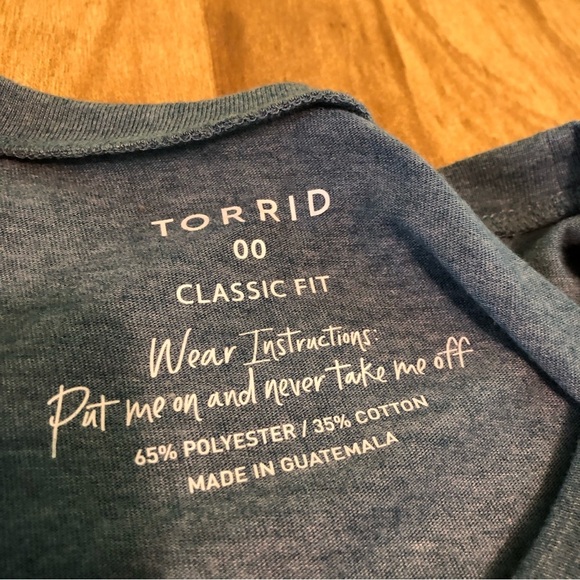 TORRID
00
CLASSIC FIT
Wear Instructions:
Put me on and never take me off
65% POLYESTER / 35% COTTON
MADE IN GUATEMALA